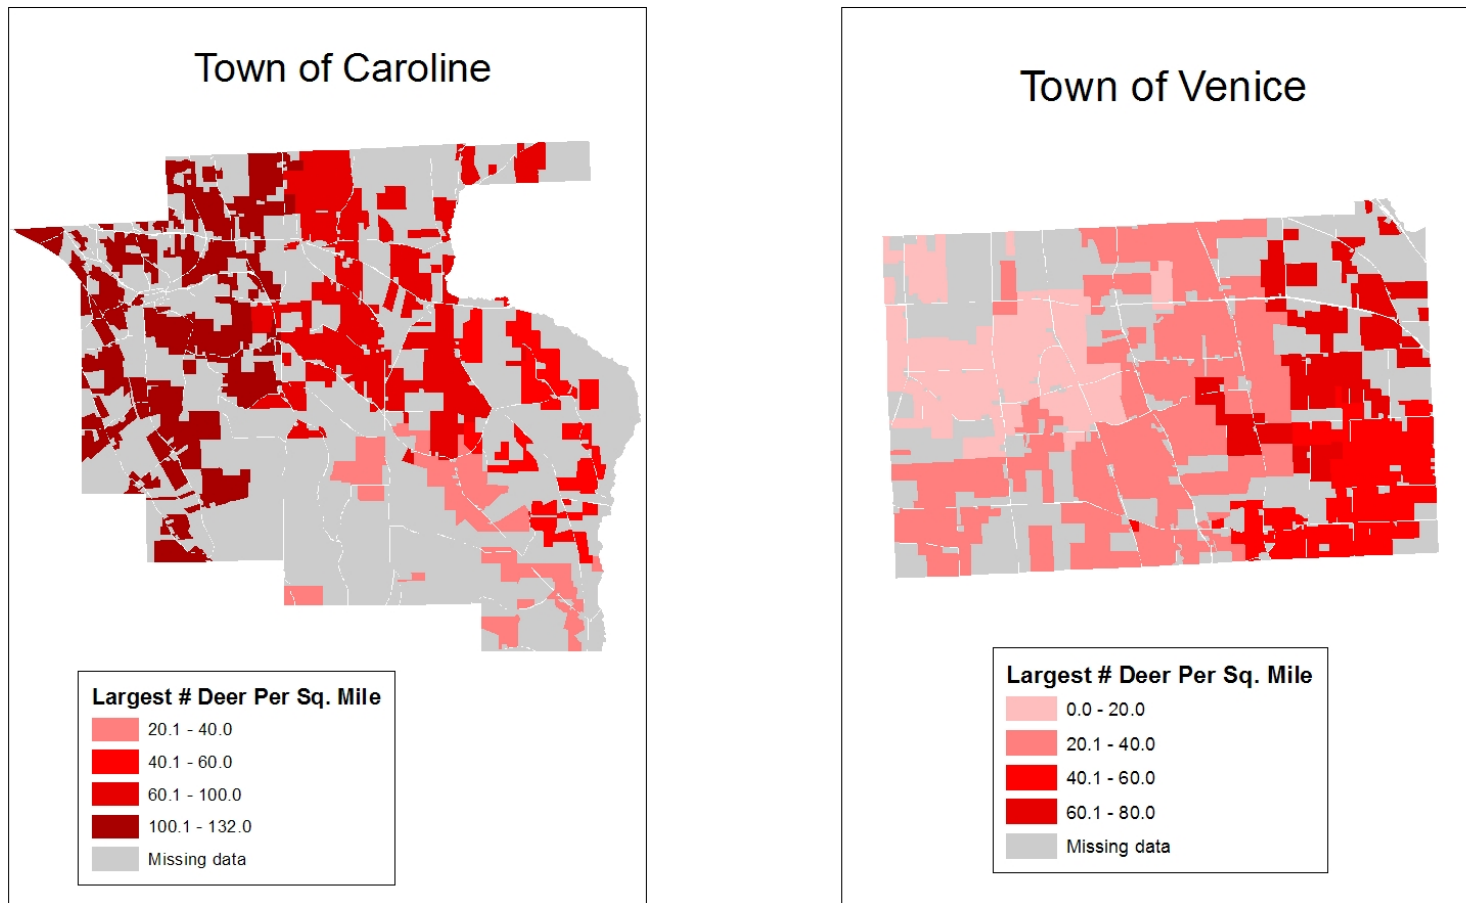 Town of Caroline
Largest # Deer Per Sq. Mile
20.1 - 40.0
40.1 - 60.0
60.1 - 100.0
100.1 - 132.0
Missing data
Town of Venice
Largest # Deer Per Sq. Mile
0.0 - 20.0
20.1 - 40.0
40.1 - 60.0
60.1 - 80.0
Missing data